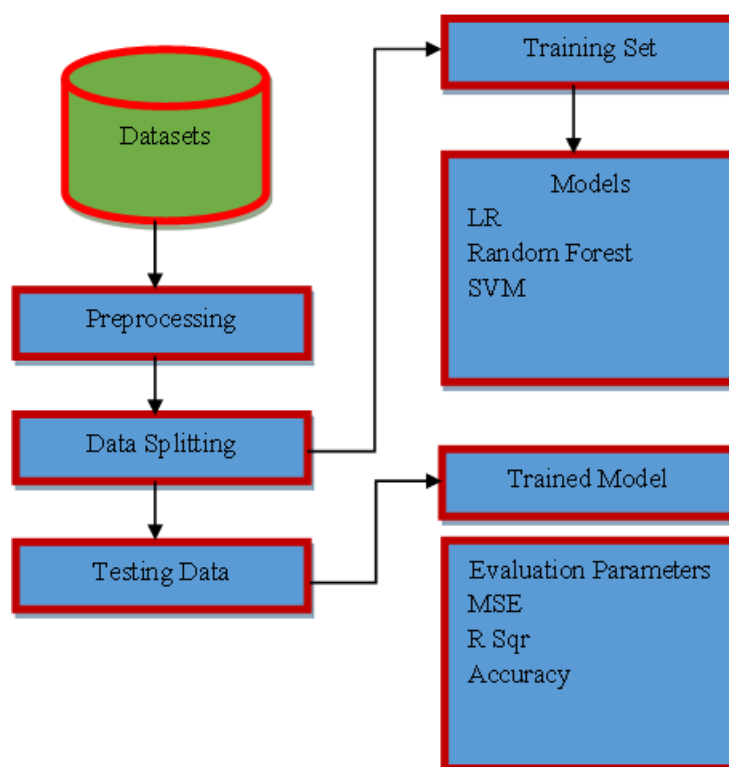 Datasets
Preprocessing
Data Splitting
Testing Data
Training Set
Models
LR
Random Forest
SVM
Trained Model
Evaluation Parameters
MSE
R Sqr
Accuracy